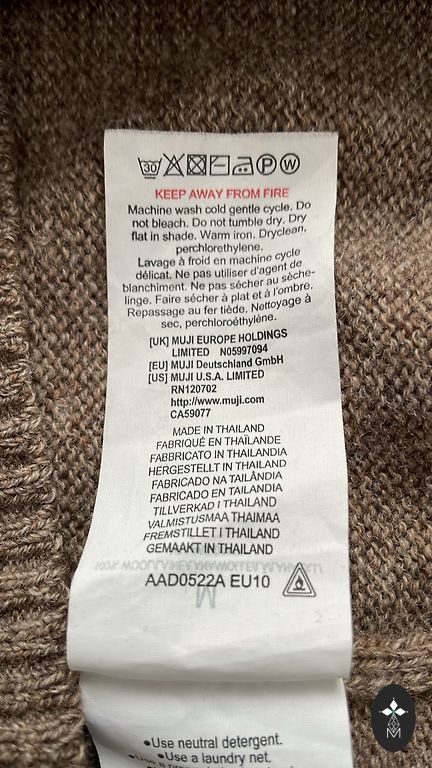 30 P W
KEEP AWAY FROM FIRE
Machine wash cold gentle cycle. Do
not bleach. Do not tumble dry. Dry
flat in shade. Warm iron. Dryclean,
perchlorethylene.
Lavage à froid en machine cycle
délicat. Ne pas utiliser d'agent de
blanchiment. Ne pas sécher au sèche-
linge. Faire sécher à plat et à l'ombre.
Repassage au fer tiède. Nettoyage à
sec, perchloroéthylène.
[UK] MUJI EUROPE HOLDINGS
LIMITED N05997094
[EU] MUJI Deutschland GmbH
[US] MUJI U.S.A. LIMITED
RN120702
http://www.muji.com
CA59077
MADE IN THAILAND
FABRIQUÉ EN THAÏLANDE
FABBRICATO IN THAILANDIA
HERGESTELLT IN THAILAND
FABRICADO NA TAILÂNDIA
FABRICADO EN TAILANDIA
TILLVERKAD I THAILAND
VALMISTUSMAA THAIMAA
FREMSTILLET I THAILAND
GEMAAKT IN THAILAND
AAD0522A EU10
M
•Use neutral detergent.
•Use a laundry net.